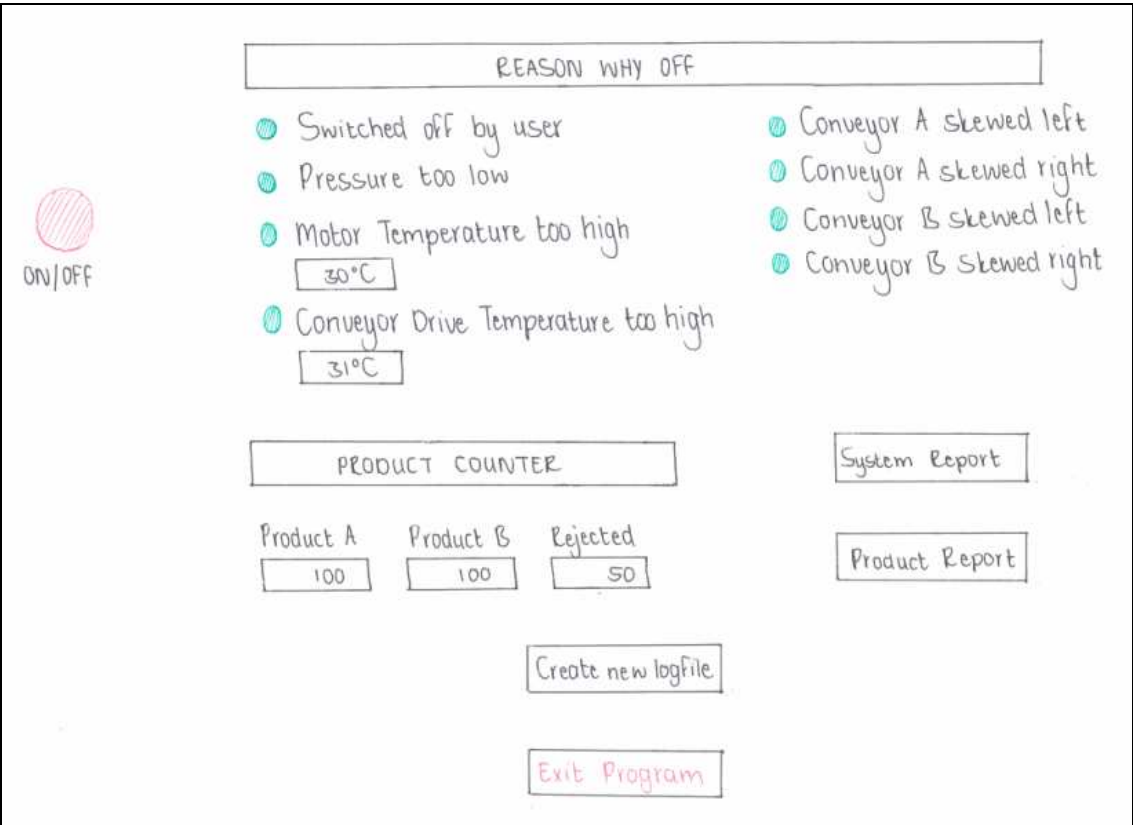 REASON WHY OFF
Switched off by user
Pressure too low
Motor Temperature too high
30°C
Conveyor Drive Temperature too high
31°C
Conveyor A skewed left
Conveyor A skewed right
Conveyor B skewed left
Conveyor B skewed right
ON/OFF
PRODUCT COUNTER
Product A
100
Product B
100
Rejected
50
System Report
Product Report
Create new logfile
Exit Program